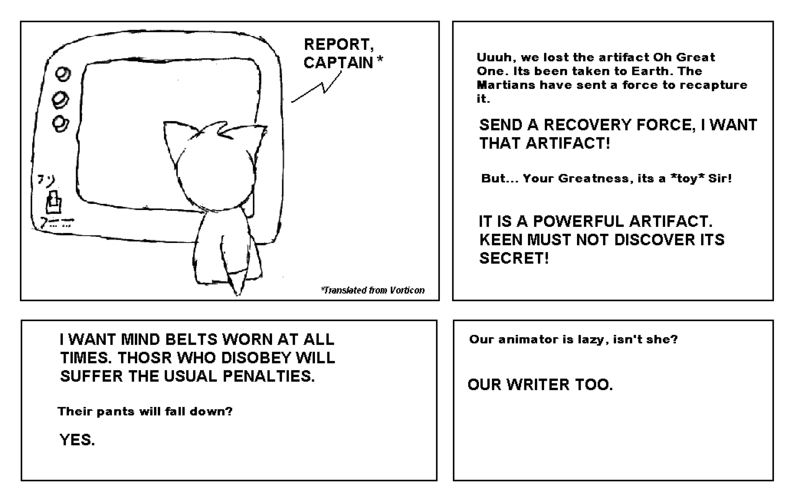 REPORT,
CAPTAIN *
*Translated from Vorticon
Uuuh, we lost the artifact Oh Great
One. Its been taken to Earth. The
Martians have sent a force to recapture
it.
SEND A RECOVERY FORCE, I WANT
THAT ARTIFACT!
But... Your Greatness, its a *toy* Sir!
IT IS A POWERFUL ARTIFACT.
KEEN MUST NOT DISCOVER ITS
SECRET!
I WANT MIND BELTS WORN AT ALL
TIMES. THOSR WHO DISOBEY WILL
SUFFER THE USUAL PENALTIES.
Their pants will fall down?
YES.
Our animator is lazy, isn't she?
OUR WRITER TOO.